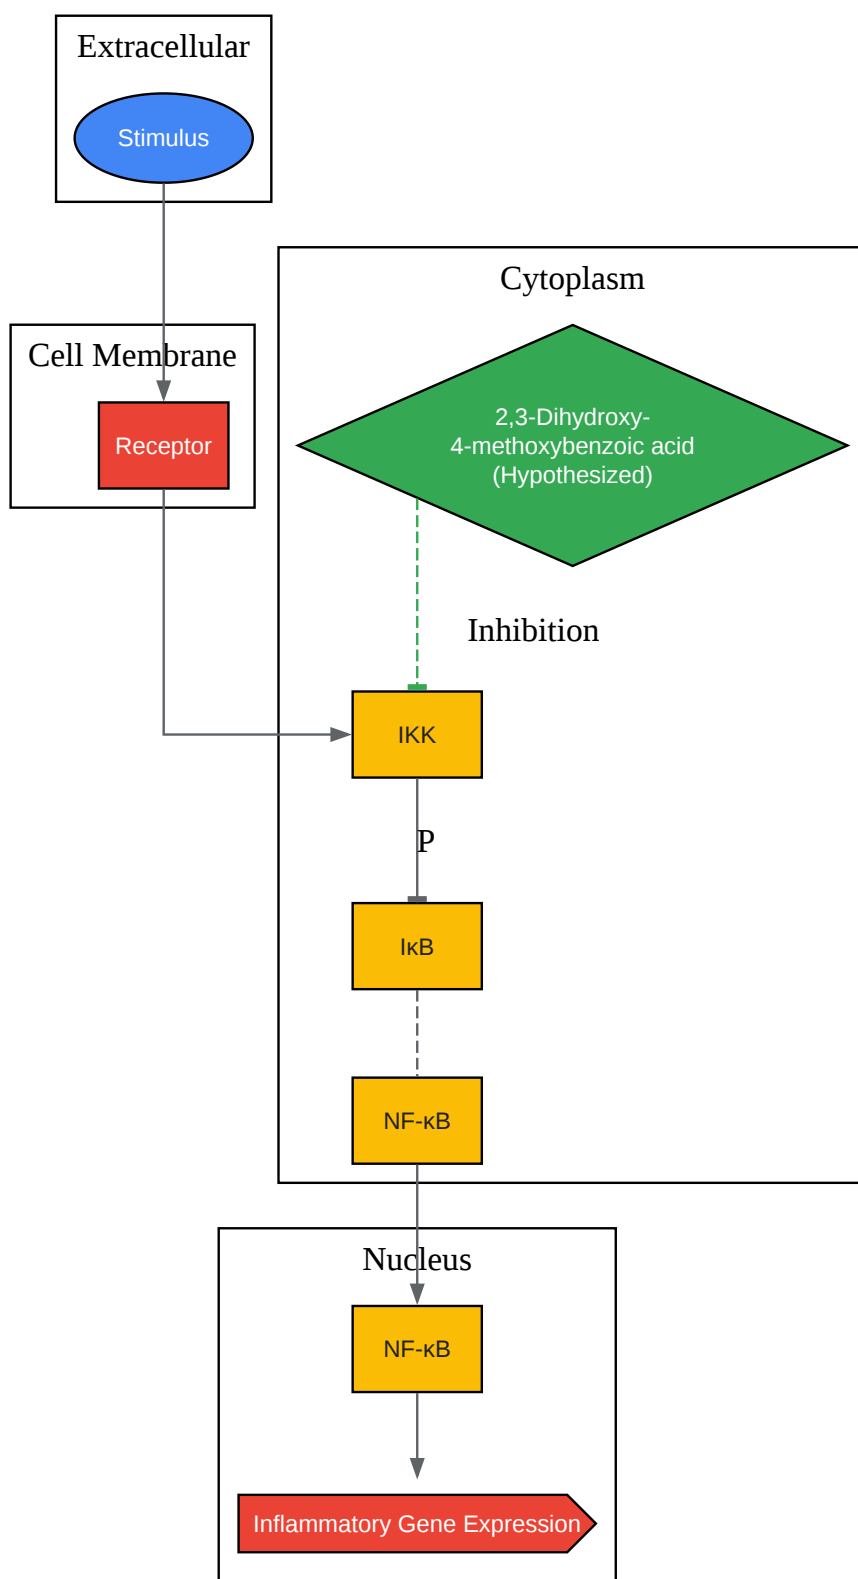 Extracellular
Stimulus
Cytoplasm
Cell Membrane
Receptor
2,3-Dihydroxy-
4-methoxybenzoic acid
(Hypothesized)
Inhibition
IKK
P
IκB
NF-κB
Nucleus
NF-κB
Inflammatory Gene Expression